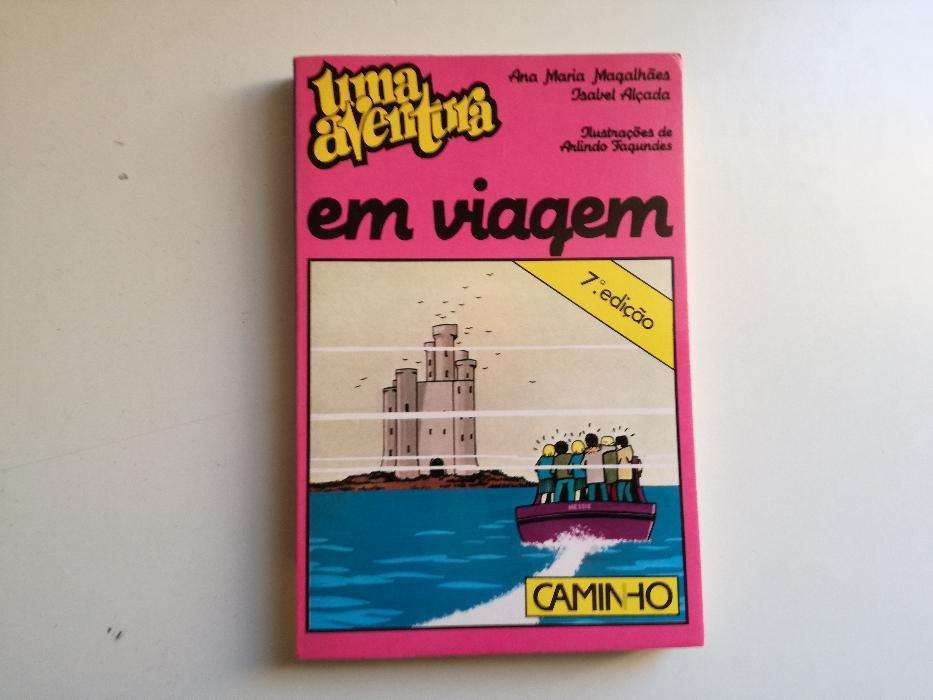 uma
aventura
Ana Maria Magalhães
Isabel Alçada
Ilustrações de
Arlindo Fagundes
em viagem
7.ª edição
CAMINHO